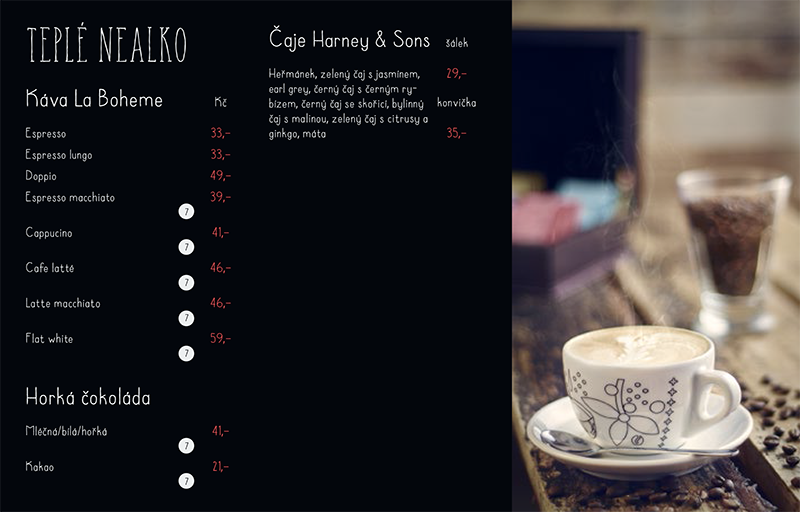 TEPLÉ NEALKO
Káva La Boheme Kč
Espresso 33,-
Espresso lungo 33,-
Doppio 49,-
Espresso macchiato 39,-
7
Cappucino 41,-
7
Cafe latté 46,-
7
Latte macchiato 46,-
7
Flat white 59,-
7
Horká čokoláda
Mléčná/bílá/hořká 41,-
7
Kakao 21,-
7
Čaje Harney & Sons šálek
Heřmánek, zelený čaj s jasmínem, 29,-
earl grey, černý čaj s černým ry-
bízem, černý čaj se skořicí, bylinný konvička
čaj s malinou, zelený čaj s citrusy a
ginkgo, máta 35,-